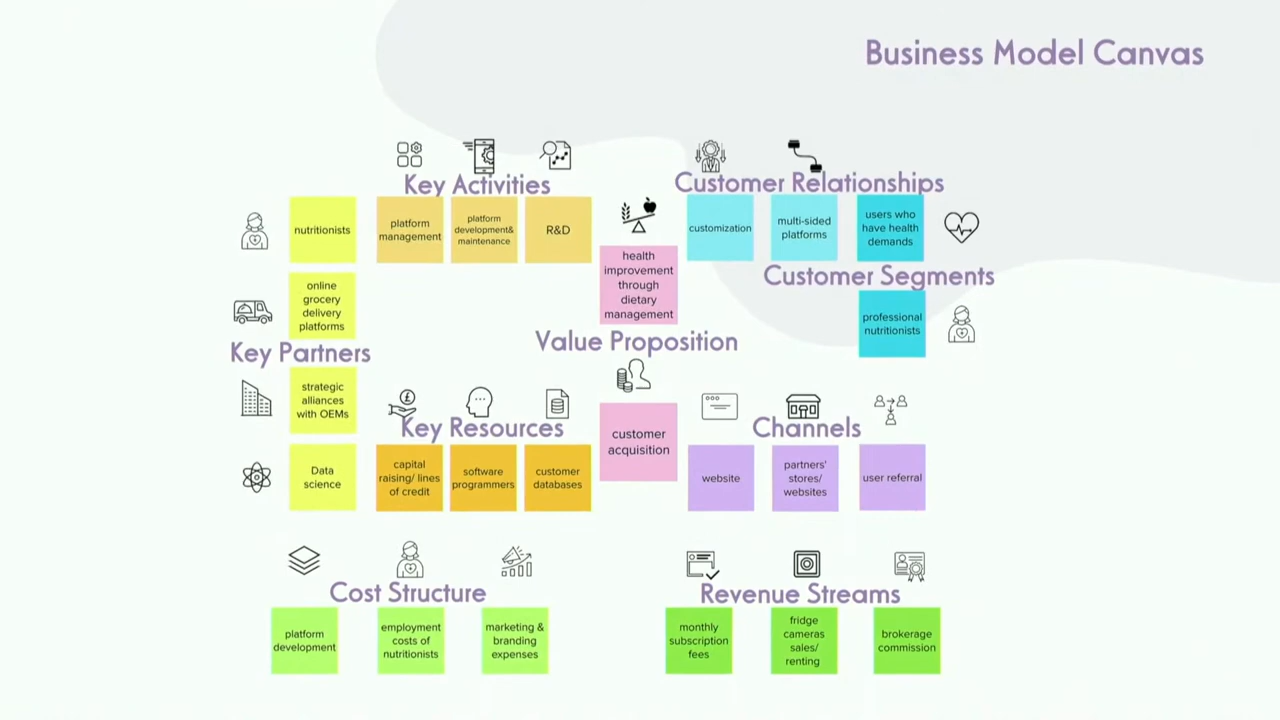 Business Model Canvas
Key Activities
platform
management
platform
development&
maintenance
R&D
Customer Relationships
customization
multi-sided
platforms
users who
have health
demands
Customer Segments
professional
nutritionists
nutritionists
online
grocery
delivery
platforms
Key Partners
strategic
alliances
with OEMs
Data
science
health
improvement
through
dietary
management
Value Proposition
customer
acquisition
Key Resources
capital
raising/ lines
of credit
software
programmers
customer
databases
Channels
website
partners'
stores/
websites
user referral
Cost Structure
platform
development
employment
costs of
nutritionists
marketing &
branding
expenses
Revenue Streams
monthly
subscription
fees
fridge
cameras
sales/
renting
brokerage
commission